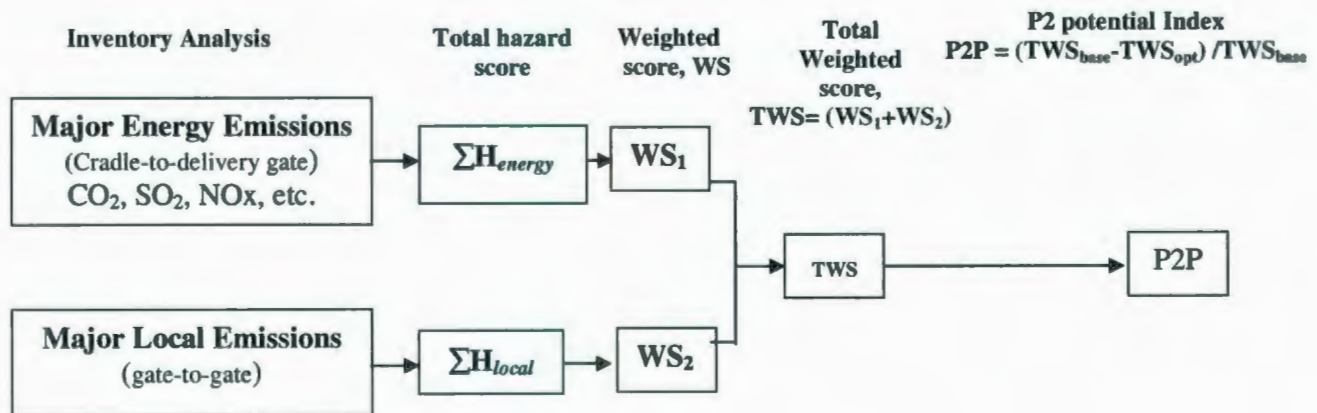 Inventory Analysis
Total hazard
score
Weighted
score, WS
Total
Weighted
score,
TWS= (WS₁+WS₂)
P2 potential Index
P2P = (TWS_base-TWS_opt) /TWS_base
Major Energy Emissions
(Cradle-to-delivery gate)
CO₂, SO₂, NOx, etc.
∑H_energy
WS₁
TWS
P2P
Major Local Emissions
(gate-to-gate)
∑H_local
WS₂